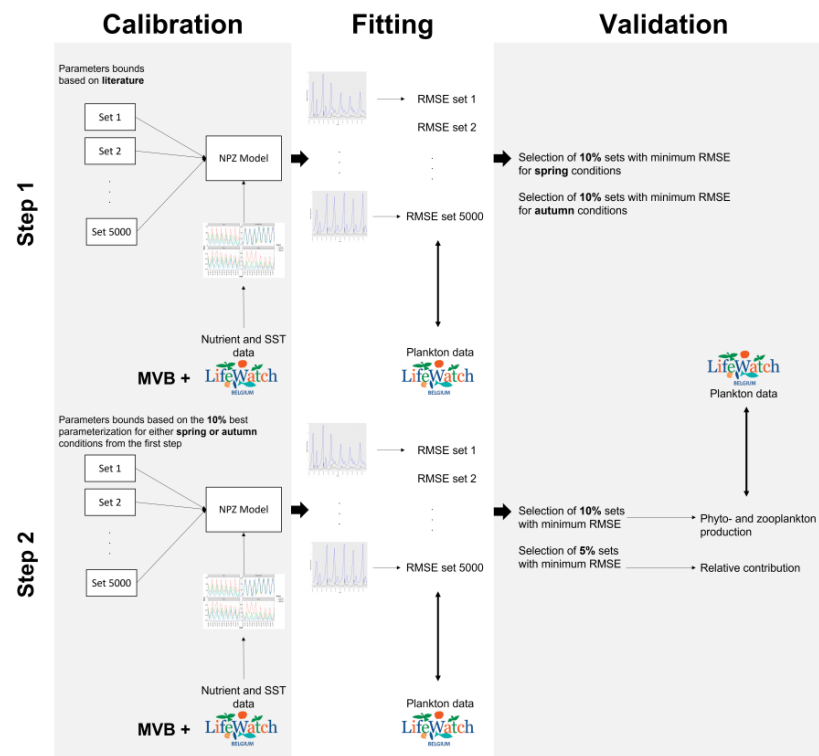 Calibration
Fitting
Validation
Step 1
Parameters bounds
based on literature
Set 1
Set 2
Set 5000
NPZ Model
Nutrient and SST
data
MVB +
LifeWatch
BELGIUM
RMSE set 1
RMSE set 2
RMSE set 5000
Plankton data
LifeWatch
BELGIUM
Selection of 10% sets with minimum RMSE
for spring conditions
Selection of 10% sets with minimum RMSE
for autumn conditions
LifeWatch
BELGIUM
Plankton data
Step 2
Parameters bounds based on the 10% best
parameterization for either spring or autumn
conditions from the first step
Set 1
Set 2
Set 5000
NPZ Model
Nutrient and SST
data
MVB +
LifeWatch
BELGIUM
RMSE set 1
RMSE set 2
RMSE set 5000
Plankton data
LifeWatch
BELGIUM
Selection of 10% sets
with minimum RMSE
Phyto- and zooplankton
production
Selection of 5% sets
with minimum RMSE
Relative contribution